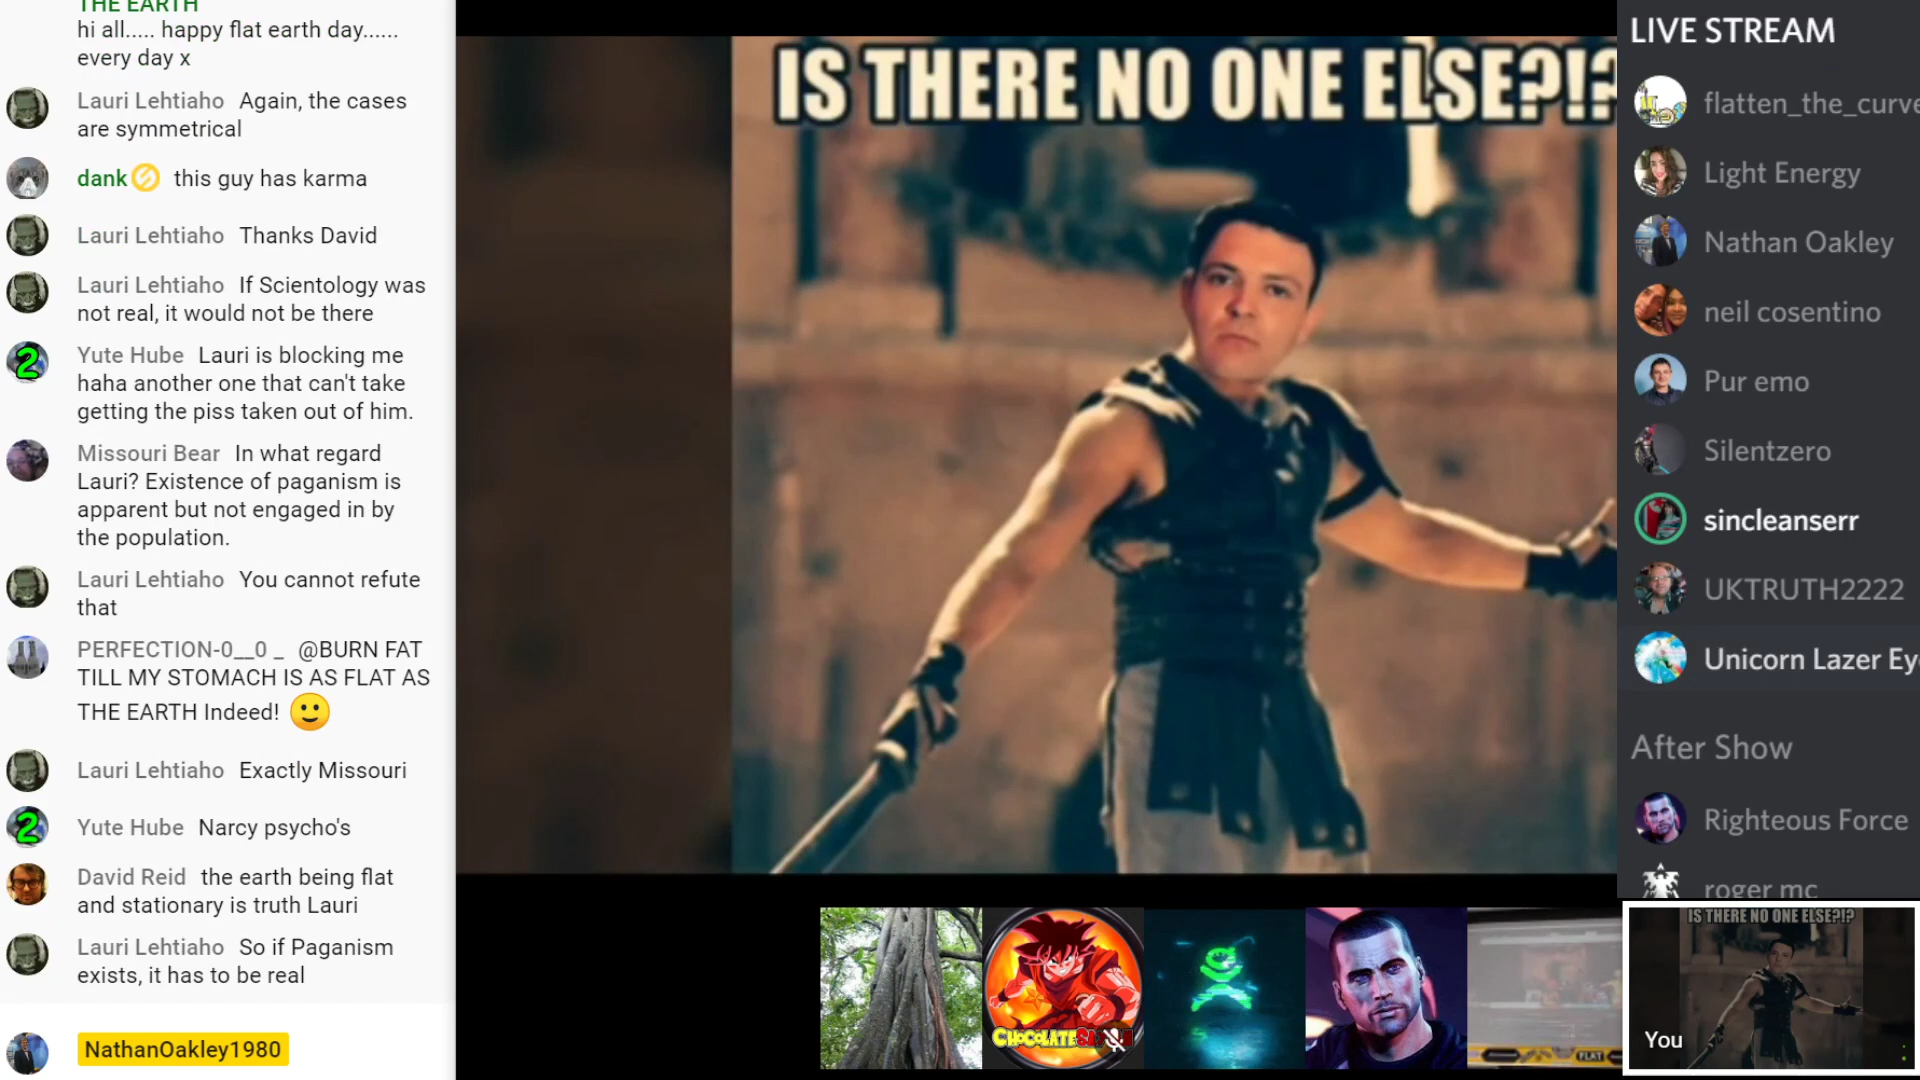 THE EARTH
hi all..... happy flat earth day......
every day x
Lauri Lehtiaho Again, the cases
are symmetrical
dank this guy has karma
Lauri Lehtiaho Thanks David
Lauri Lehtiaho If Scientology was
not real, it would not be there
Yute Hube Lauri is blocking me
haha another one that can't take
getting the piss taken out of him.
Missouri Bear In what regard
Lauri? Existence of paganism is
apparent but not engaged in by
the population.
Lauri Lehtiaho You cannot refute
that
PERFECTION-0__0 _ @BURN FAT
TILL MY STOMACH IS AS FLAT AS
THE EARTH Indeed! 🙂
Lauri Lehtiaho Exactly Missouri
Yute Hube Narcy psycho's
David Reid the earth being flat
and stationary is truth Lauri
Lauri Lehtiaho So if Paganism
exists, it has to be real
NathanOakley1980
IS THERE NO ONE ELSE?!?
LIVE STREAM
flatten_the_curve
Light Energy
Nathan Oakley
neil cosentino
Pur emo
Silentzero
sincleanserr
UKTRUTH2222
Unicorn Lazer Ey
After Show
Righteous Force
roger mc
FLAT
IS THERE NO ONE ELSE?!?
You